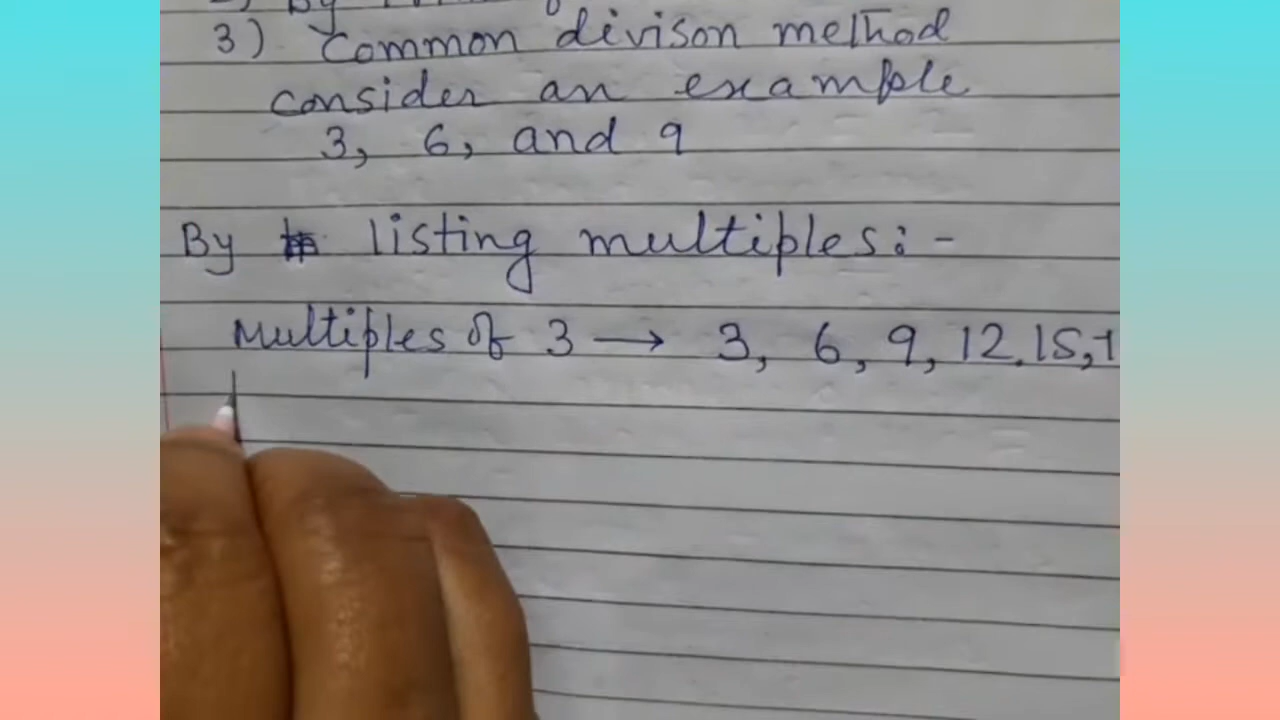 3) Common divison method
consider an example
3, 6, and 9
By listing multiples:-
Multiples of 3 → 3, 6, 9, 12, 15,